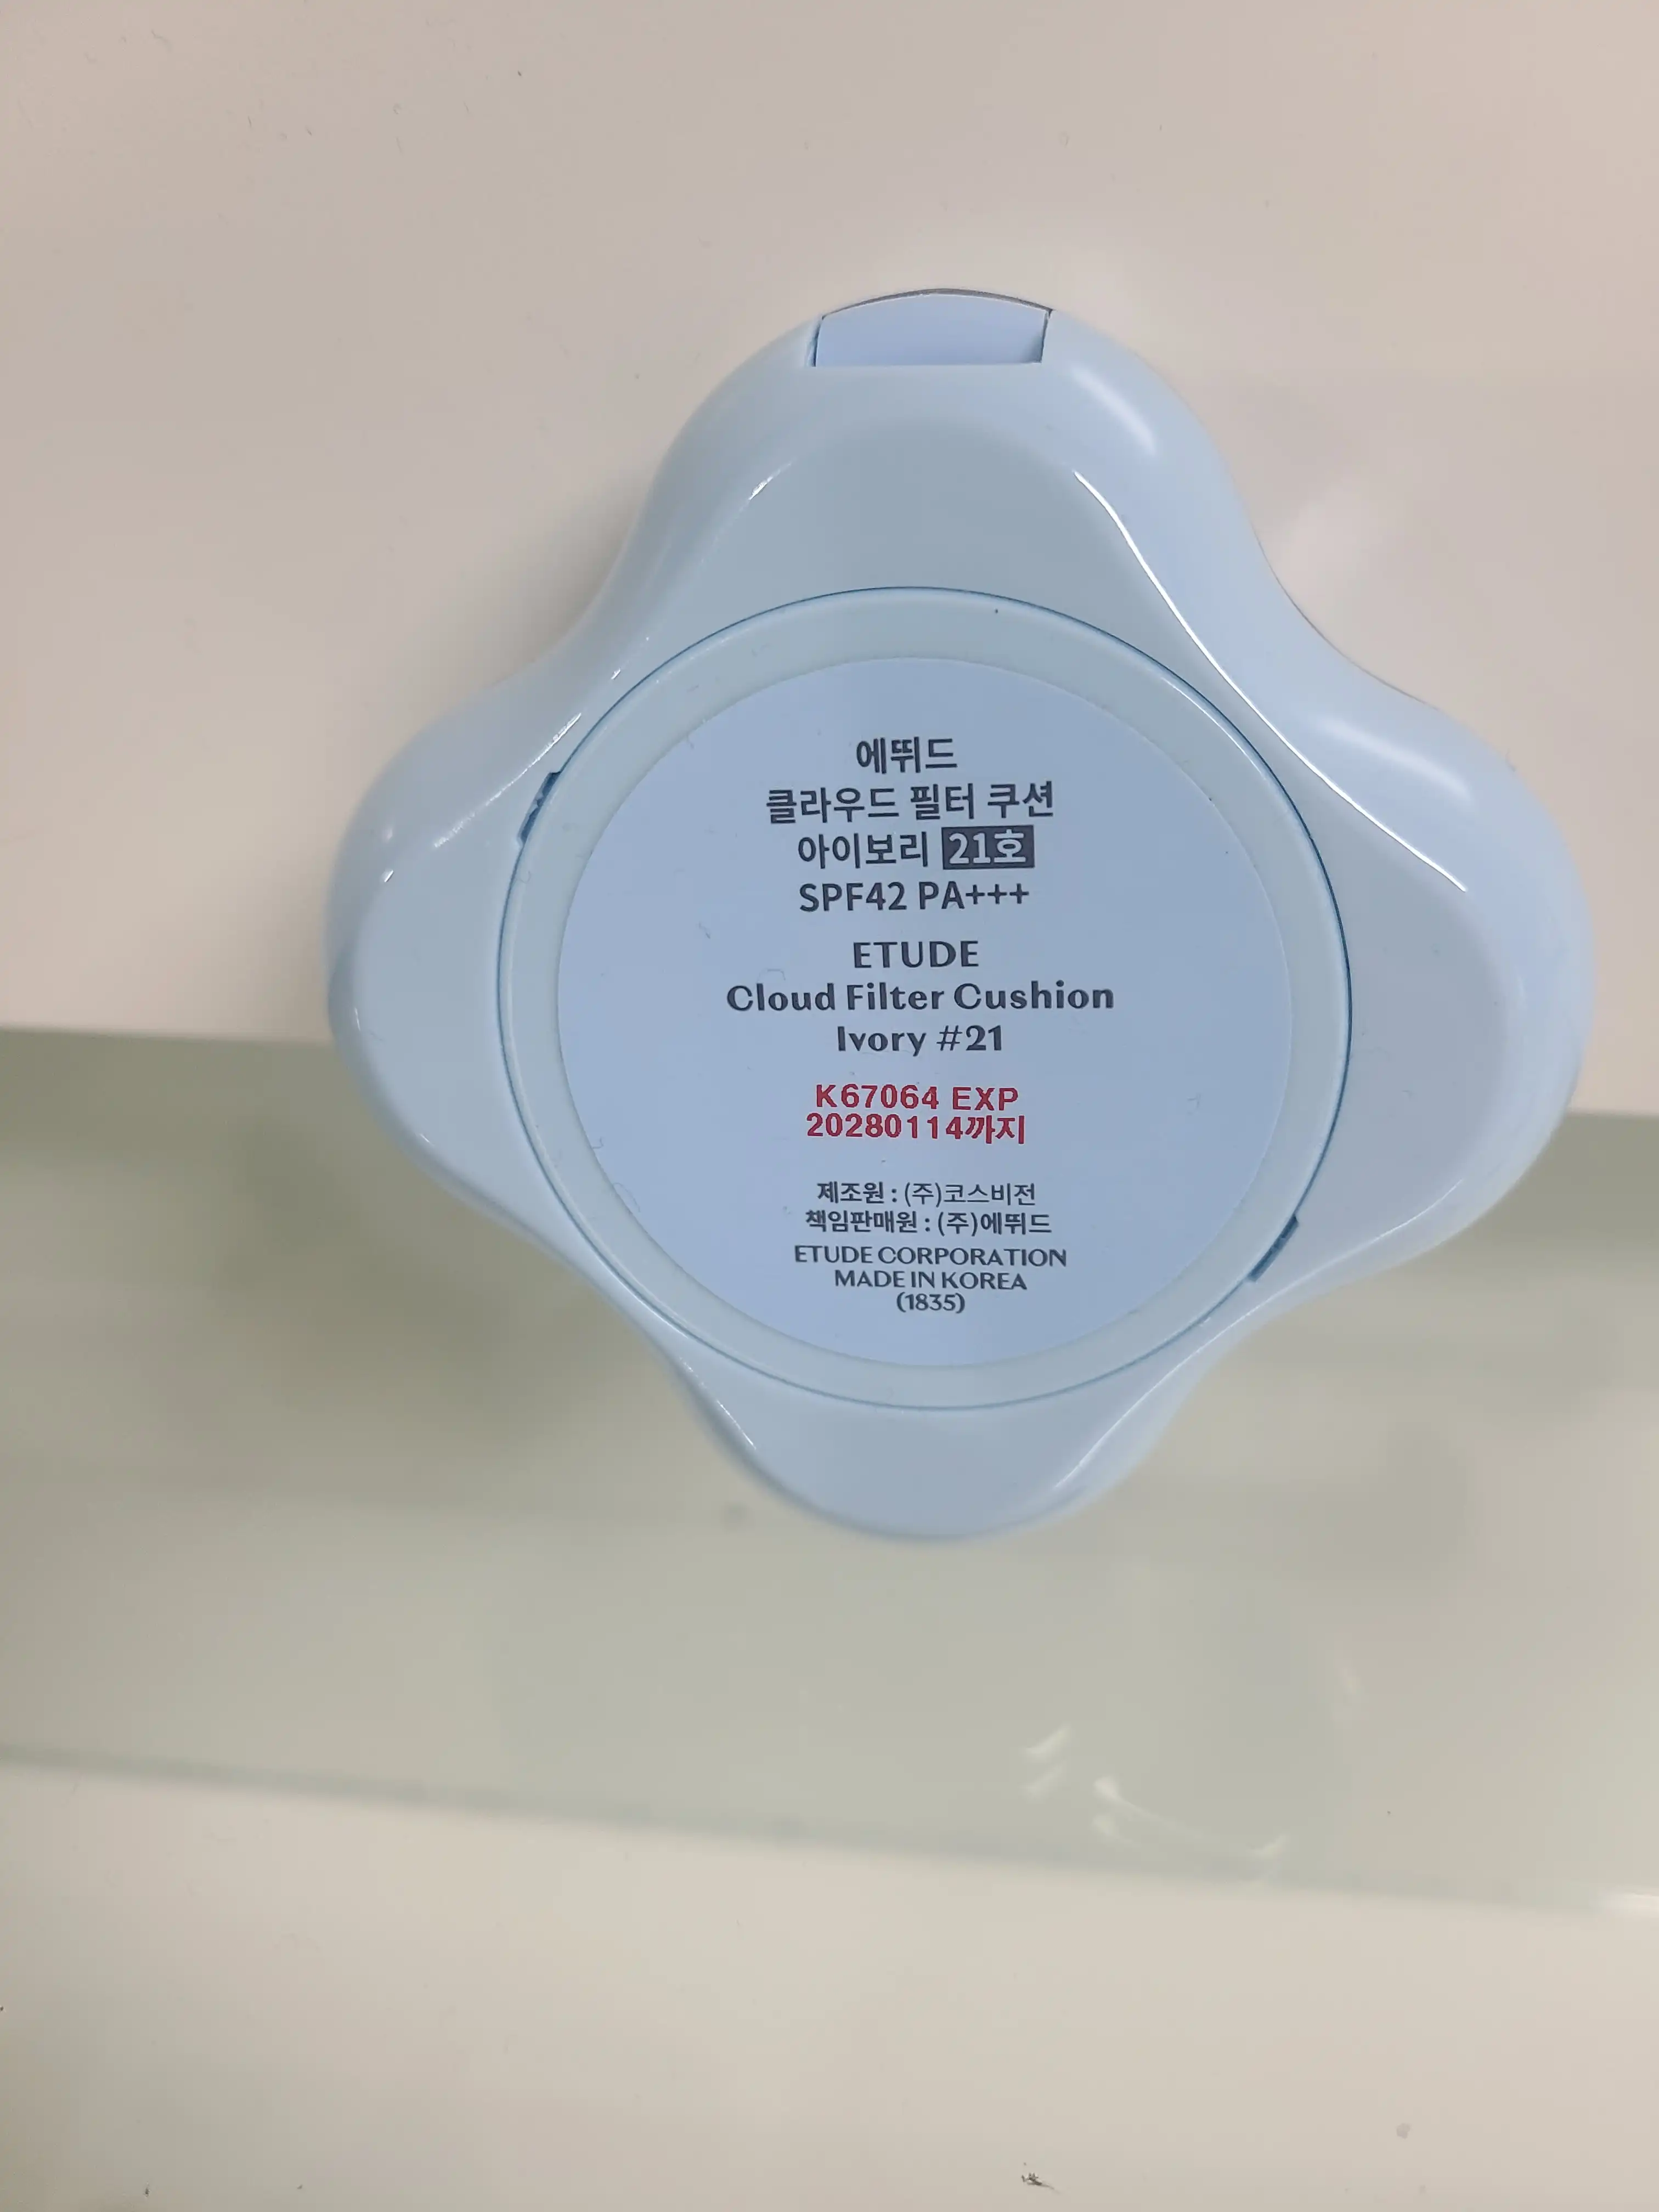 에뛰드
클라우드 필터 쿠션
아이보리 21호
SPF42 PA+++
ETUDE
Cloud Filter Cushion
Ivory #21
K67064 EXP
20280114까지
제조원 : (주)코스비전
책임판매원 : (주)에뛰드
ETUDE CORPORATION
MADE IN KOREA
(1835)